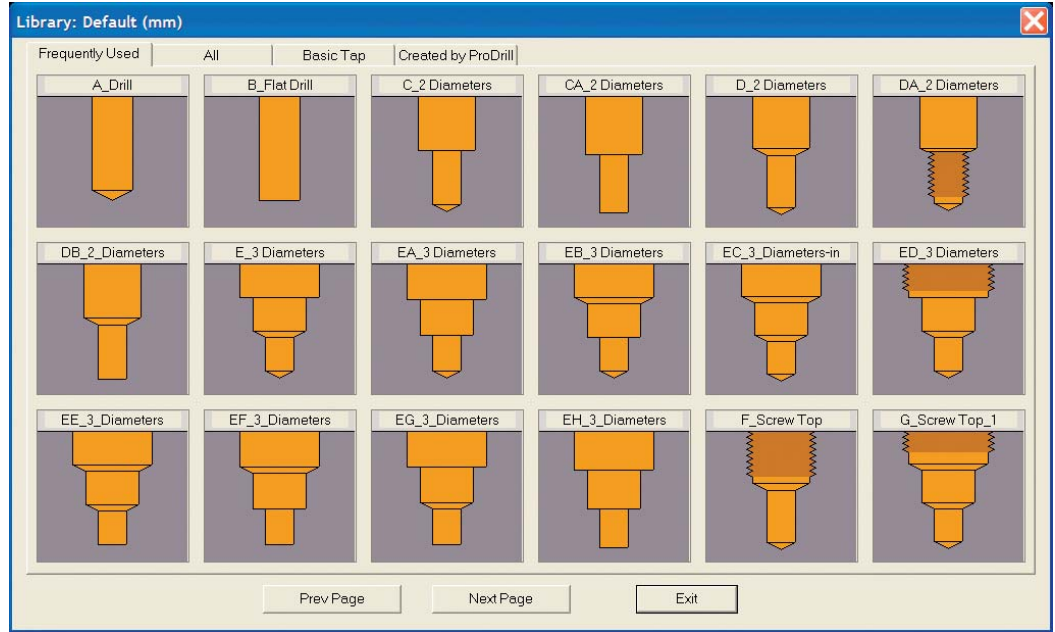 Library: Default (mm)
Frequently Used All Basic Tap Created by ProDrill
A_Drill B_Flat Drill C_2 Diameters CA_2 Diameters D_2 Diameters DA_2 Diameters
DB_2_Diameters E_3 Diameters EA_3 Diameters EB_3 Diameters EC_3_Diameters-in ED_3 Diameters
EE_3_Diameters EF_3_Diameters EG_3_Diameters EH_3_Diameters F_Screw Top G_Screw Top_1
Prev Page Next Page Exit